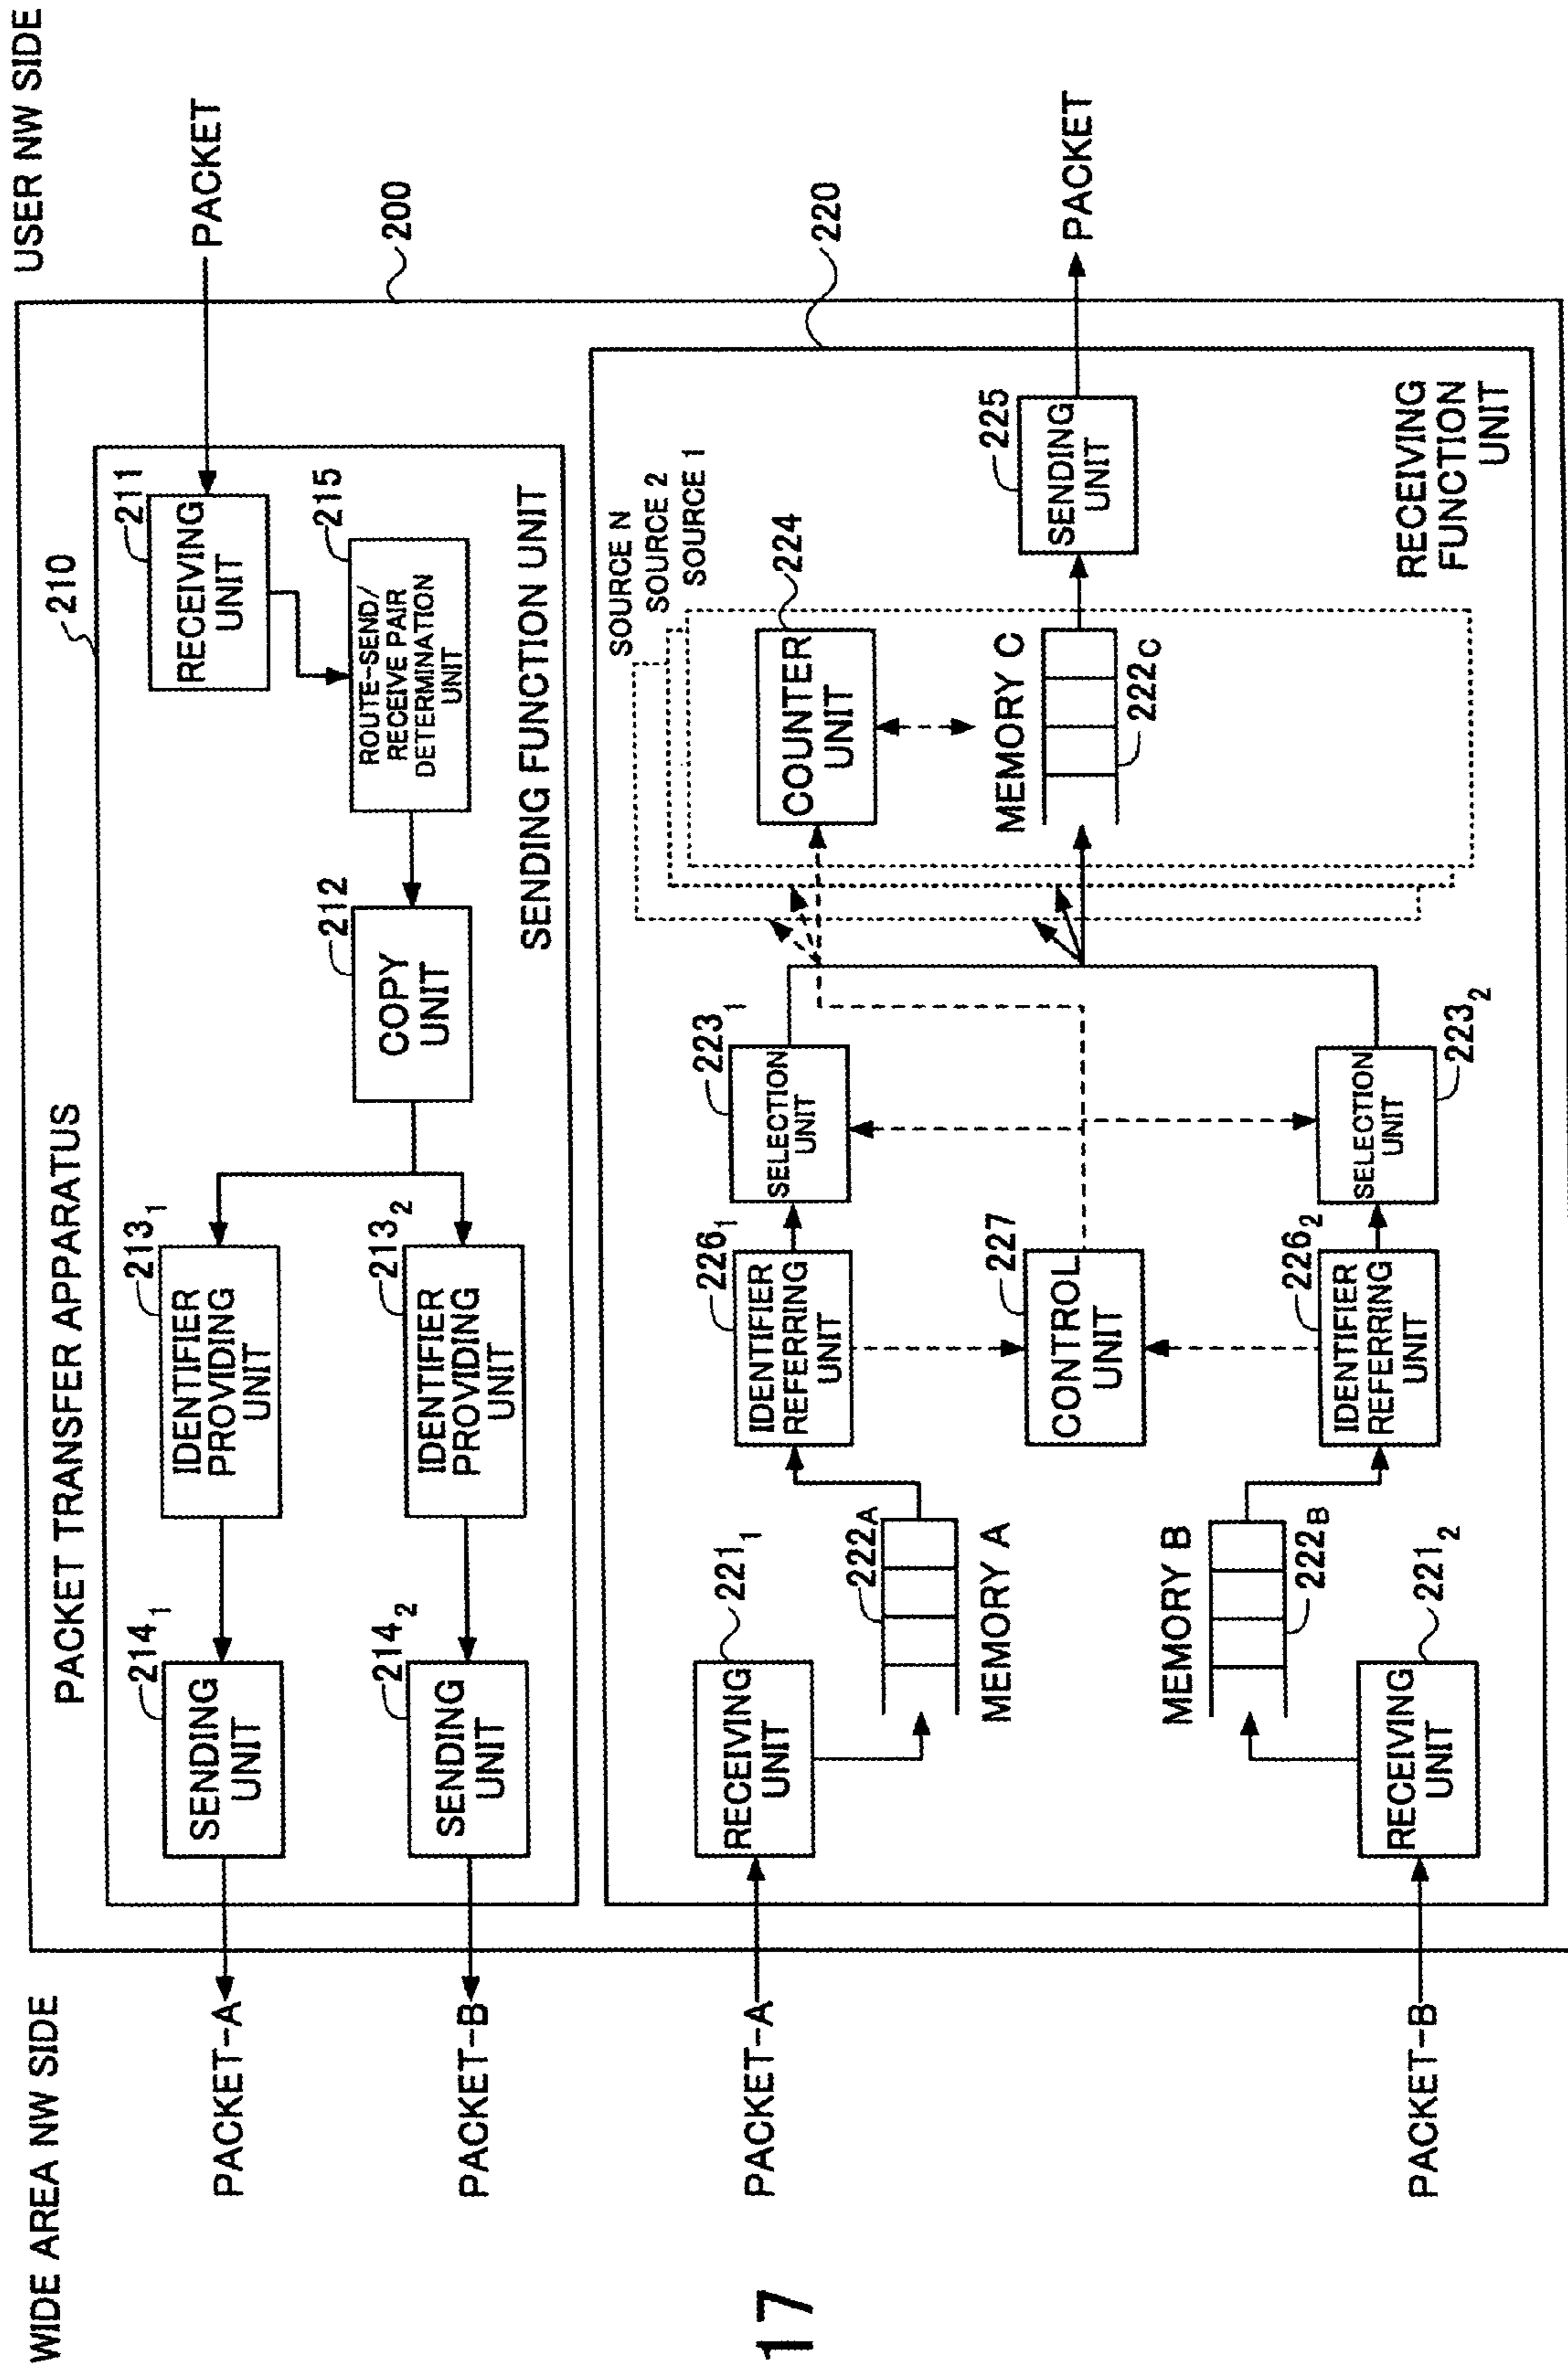 WIDE AREA NW SIDE
USER NW SIDE
PACKET TRANSFER APPARATUS
200
210
PACKET-A
214₁
SENDING
UNIT
213₁
IDENTIFIER
PROVIDING
UNIT
211
RECEIVING
UNIT
PACKET
PACKET-B
214₂
SENDING
UNIT
213₂
IDENTIFIER
PROVIDING
UNIT
212
COPY
UNIT
215
ROUTE-SEND/
RECEIVE PAIR
DETERMINATION
UNIT
SENDING FUNCTION UNIT
220
PACKET-A
221₁
RECEIVING
UNIT
222A
MEMORY A
226₁
IDENTIFIER
REFERRING
UNIT
223₁
SELECTION
UNIT
SOURCE N
SOURCE 2
SOURCE 1
224
COUNTER
UNIT
227
CONTROL
UNIT
MEMORY C
222C
225
SENDING
UNIT
PACKET
MEMORY B
222B
226₂
IDENTIFIER
REFERRING
UNIT
223₂
SELECTION
UNIT
PACKET-B
221₂
RECEIVING
UNIT
RECEIVING
FUNCTION
UNIT
17